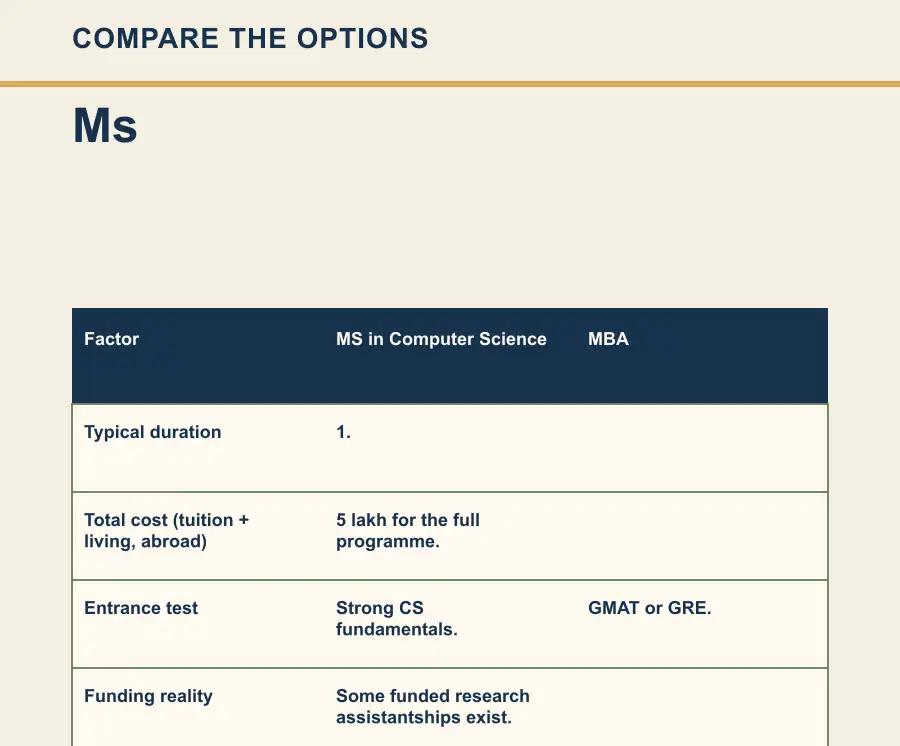 COMPARE THE OPTIONS
Ms
Factor MS in Computer Science MBA
Typical duration 1.
Total cost (tuition + 5 lakh for the full
living, abroad) programme.
Entrance test Strong CS GMAT or GRE.
fundamentals.
Funding reality Some funded research
assistantships exist.